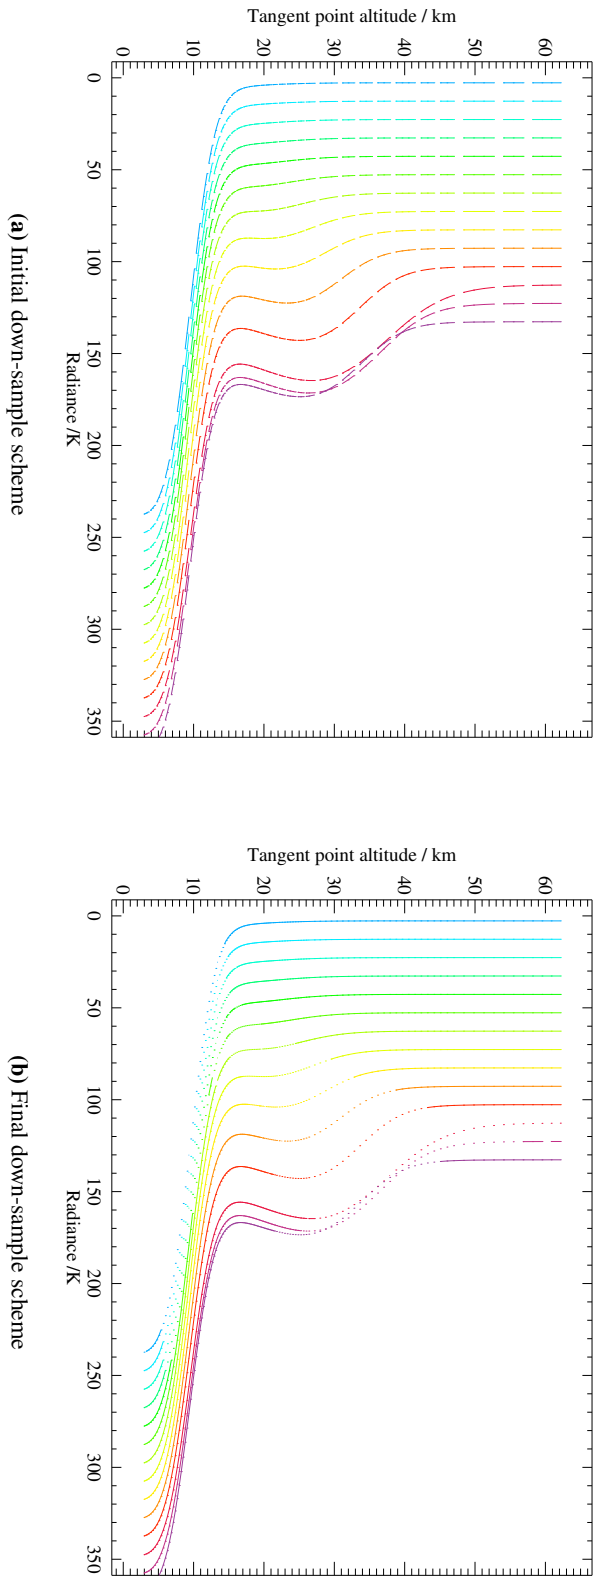 Tangent point altitude / km
0 10 20 30 40 50 60
0 50 100 150 200 250 300 350
Radiance /K
(a) Initial down-sample scheme
Tangent point altitude / km
0 10 20 30 40 50 60
0 50 100 150 200 250 300 350
Radiance /K
(b) Final down-sample scheme